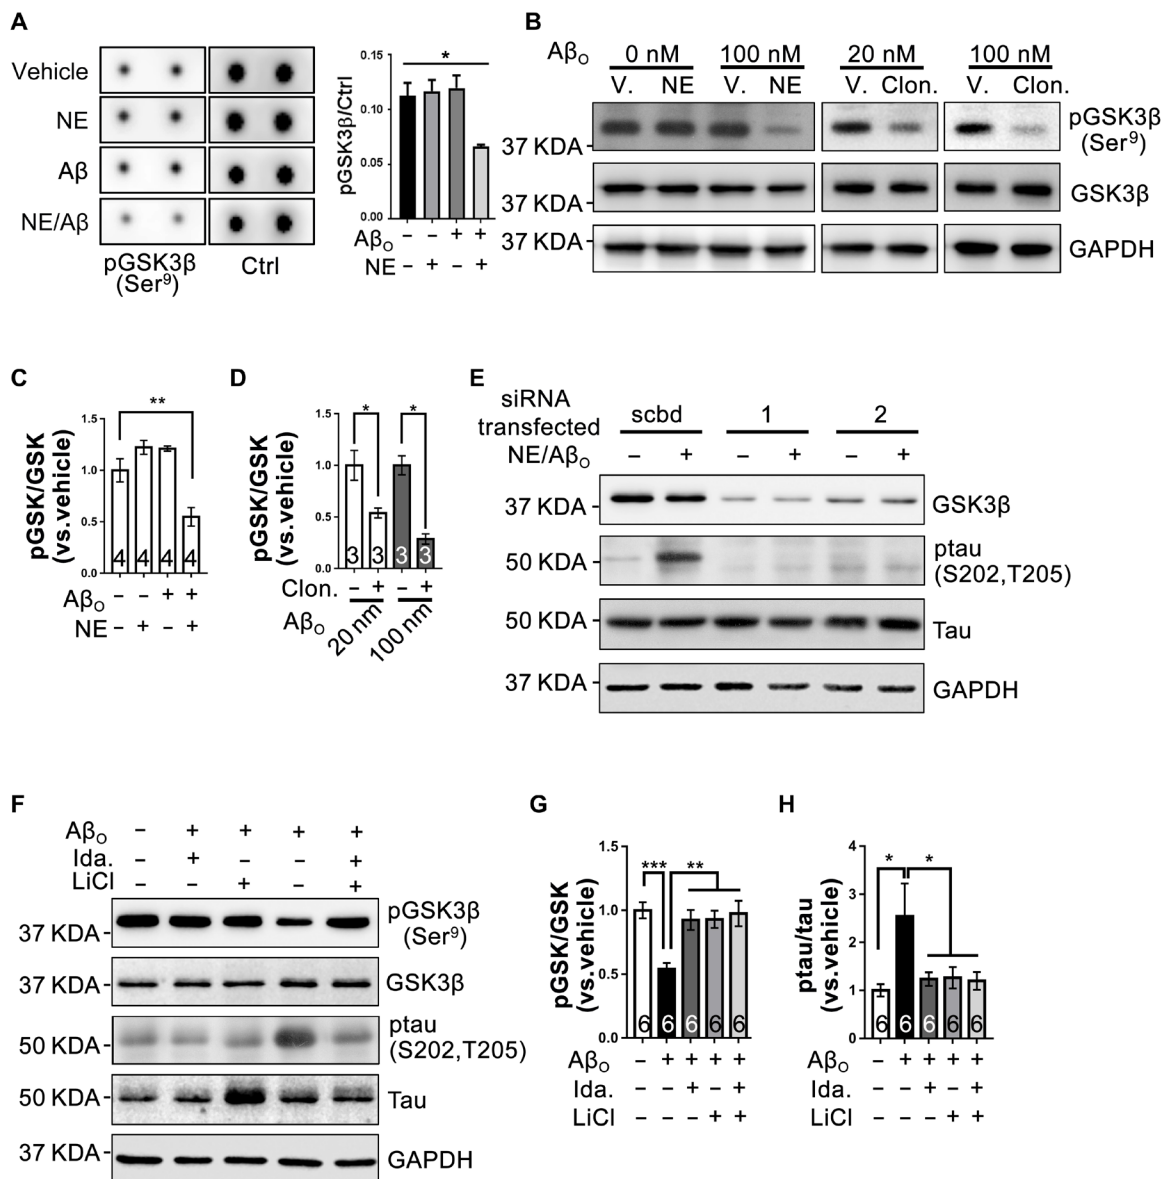 A
Vehicle
NE
Aβ
NE/Aβ
pGSK3β
(Ser⁹)
Ctrl
pGSK3β/Ctrl
0.15
0.10
0.05
0.00
*
AβO – – + +
NE – + – +
B
AβO 0 nM 100 nM 20 nM 100 nM
V. NE V. NE V. Clon. V. Clon.
37 KDA
pGSK3β
(Ser⁹)
37 KDA
GSK3β
37 KDA
GAPDH
C
pGSK/GSK
(vs.vehicle)
1.5
1.0
0.5
0.0
**
4 4 4 4
AβO – – + +
NE – + – +
D
pGSK/GSK
(vs.vehicle)
1.5
1.0
0.5
0.0
* *
3 3 3 3
Clon. – + – +
AβO 20 nm 100 nm
E
siRNA
transfected scbd 1 2
NE/AβO – + – + – +
37 KDA GSK3β
50 KDA ptau
(S202,T205)
50 KDA Tau
37 KDA GAPDH
F
AβO – + + + +
Ida. – + – – +
LiCl – – + – +
37 KDA pGSK3β
(Ser⁹)
37 KDA GSK3β
50 KDA ptau
(S202,T205)
50 KDA Tau
37 KDA GAPDH
G
pGSK/GSK
(vs.vehicle)
1.5
1.0
0.5
0.0
*** **
6 6 6 6 6
AβO – + + + +
Ida. – – + – +
LiCl – – – + +
H
ptau/tau
(vs.vehicle)
4
3
2
1
0
* *
6 6 6 6 6
AβO – + + + +
Ida. – – + – +
LiCl – – – + +